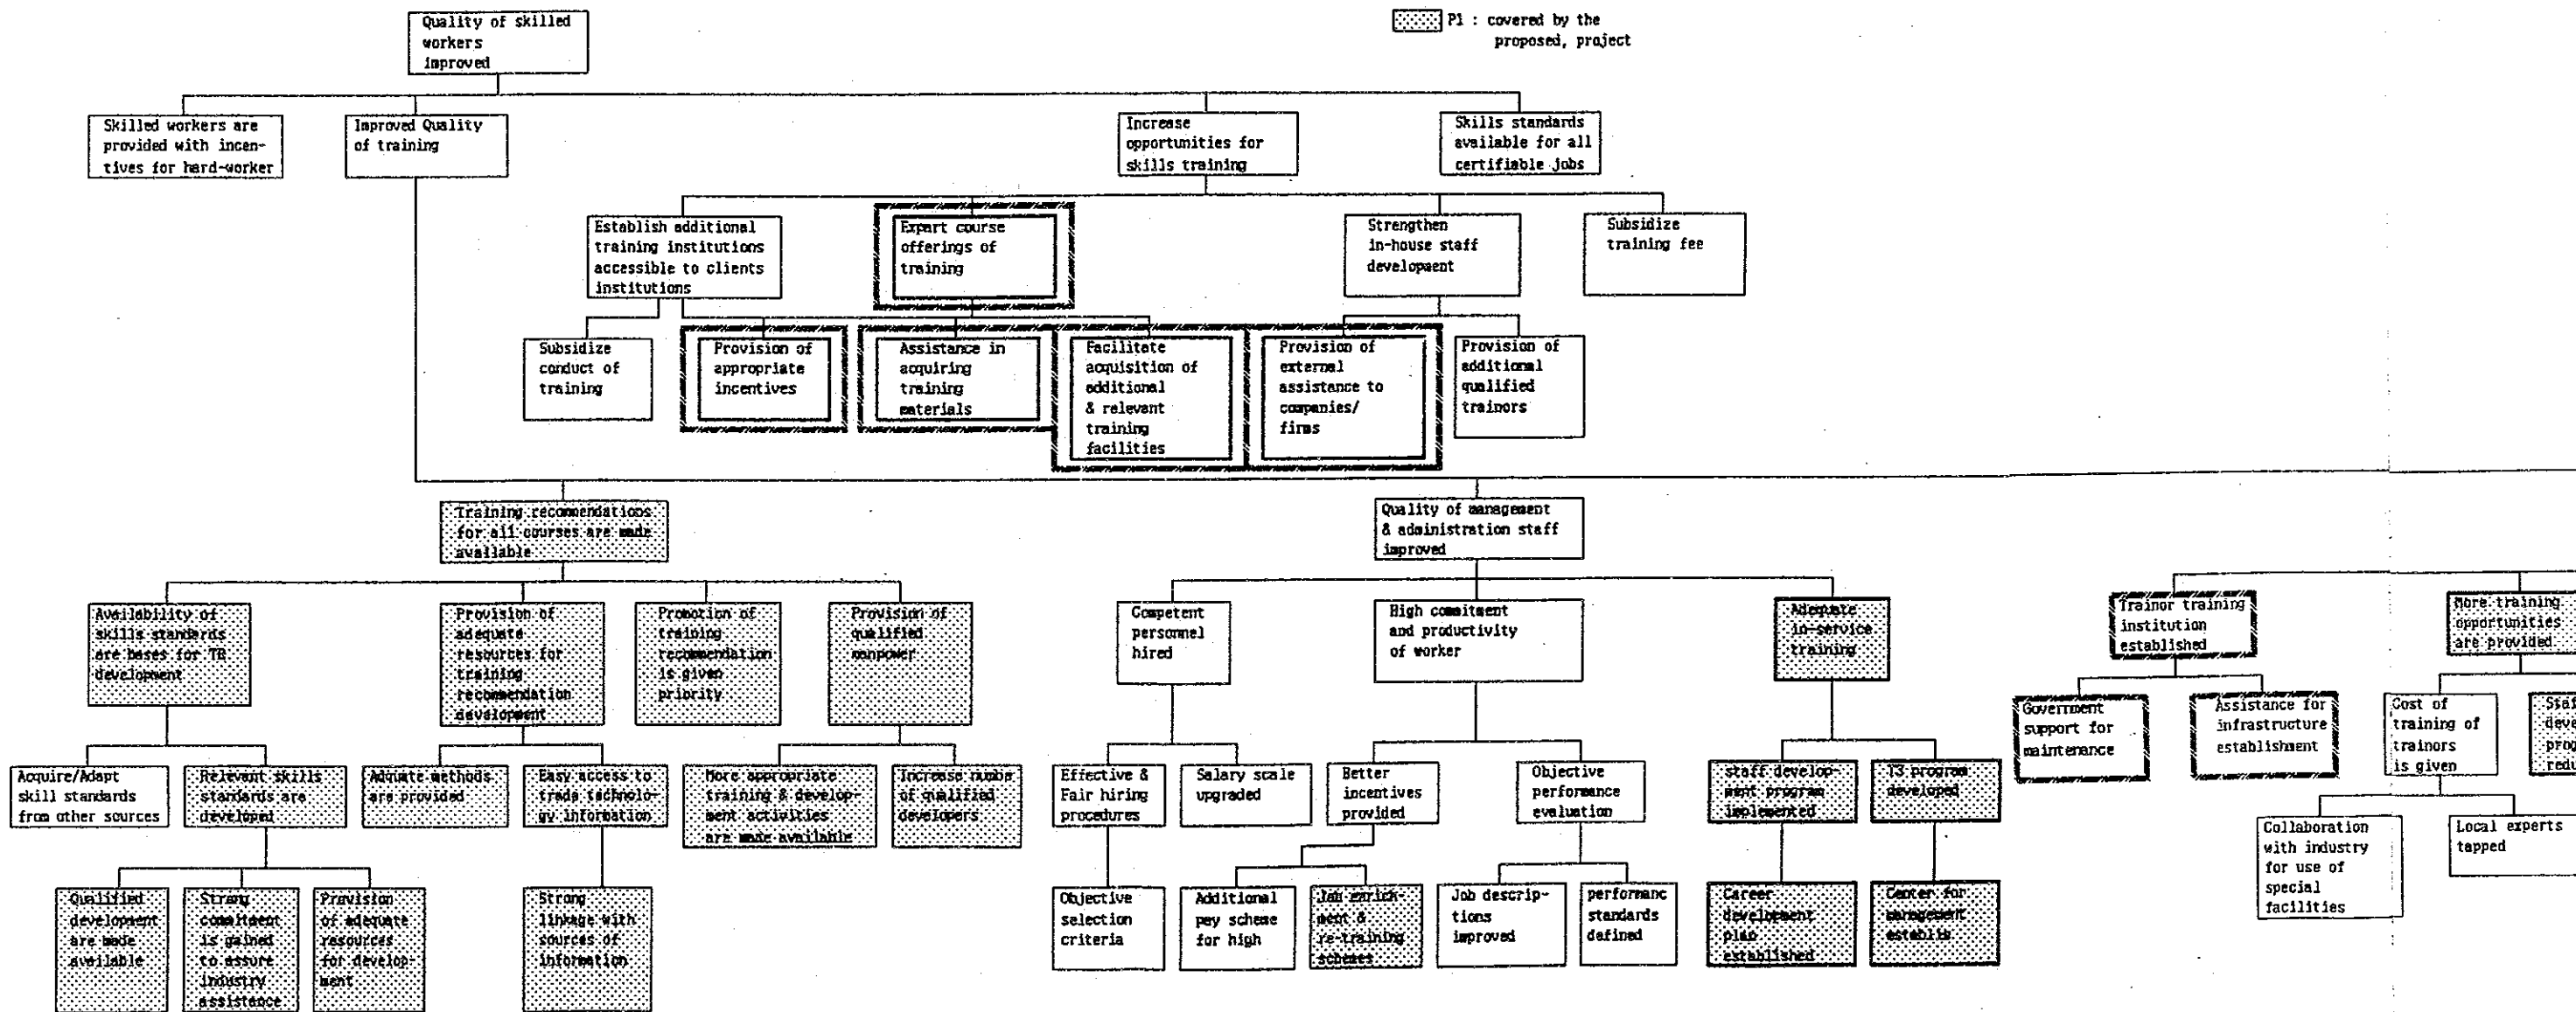 Quality of skilled
workers
improved
P1 : covered by the
proposed, project
Skilled workers are
provided with incen-
tives for hard-worker
Improved Quality
of training
Increase
opportunities for
skills training
Skills standards
available for all
certifiable jobs
Establish additional
training institutions
accessible to clients
institutions
Expart course
offerings of
training
Strengthen
in-house staff
development
Subsidize
training fee
Subsidize
conduct of
training
Provision of
appropriate
incentives
Assistance in
acquiring
training
materials
Facilitate
acquisition of
additional
& relevant
training
facilities
Provision of
external
assistance to
companies/
firms
Provision of
additional
qualified
trainors
Training recommendations
for all courses are made
available
Quality of management
& administration staff
improved
Availability of
skills standards
are bases for TR
development
Provision of
adequate
resources for
training
recommendation
development
Promotion of
training
recommendation
is given
priority
Provision of
qualified
manpower
Competent
personnel
hired
High commitment
and productivity
of worker
Adequate
in-service
training
Trainor training
institution
established
More training
opportunities
are provided
Government
support for
maintenance
Assistance for
infrastructure
establishment
Cost of
training of
trainors
is given
Staf
deve
prog
redu
Acquire/Adapt
skill standards
from other sources
Relevant skills
standards are
developed
Adquate methods
are provided
Easy access to
trade technolo-
gy information
More appropriate
training & develop-
ment activities
are made available
Increase numbe
of qualified
developers
Effective &
Fair hiring
procedures
Salary scale
upgraded
Better
incentives
provided
Objective
performance
evaluation
staff develop-
ment program
implemented
T3 program
developed
Collaboration
with industry
for use of
special
facilities
Local experts
tapped
Qualified
development
are made
available
Strong
commitment
is gained
to assure
industry
assistance
Provision
of adequate
resources
for develop-
ment
Strong
linkage with
sources of
information
Objective
selection
criteria
Additional
pay scheme
for high
Job enrich-
ment &
re-training
schemes
Job descrip-
tions
improved
performanc
standards
defined
Career
development
plan
established
Center for
management
establis